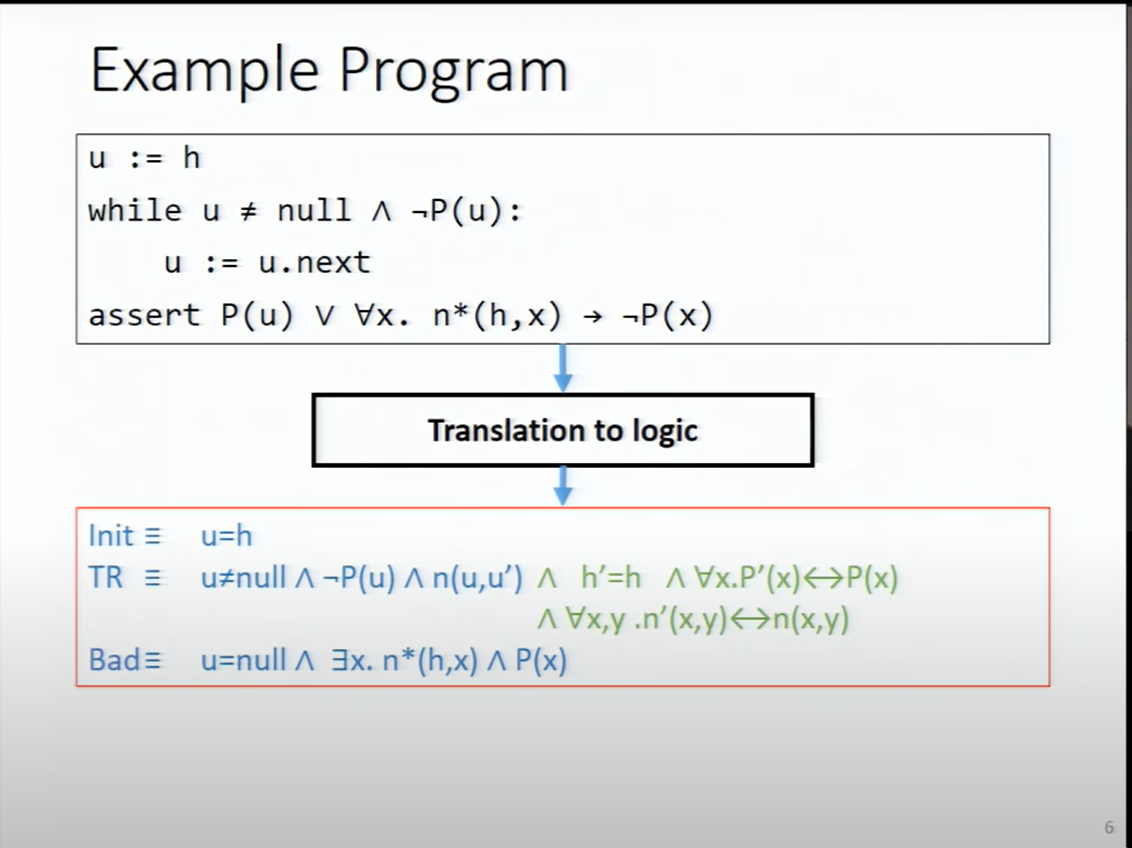 Example Program
u := h
while u ≠ null ∧ ¬P(u):
u := u.next
assert P(u) ∨ ∀x. n*(h,x) → ¬P(x)
Translation to logic
Init ≡ u=h
TR ≡ u≠null ∧ ¬P(u) ∧ n(u,u') ∧ h'=h ∧ ∀x.P'(x)↔P(x)
∧ ∀x,y .n'(x,y)↔n(x,y)
Bad≡ u=null ∧ ∃x. n*(h,x) ∧ P(x)
6